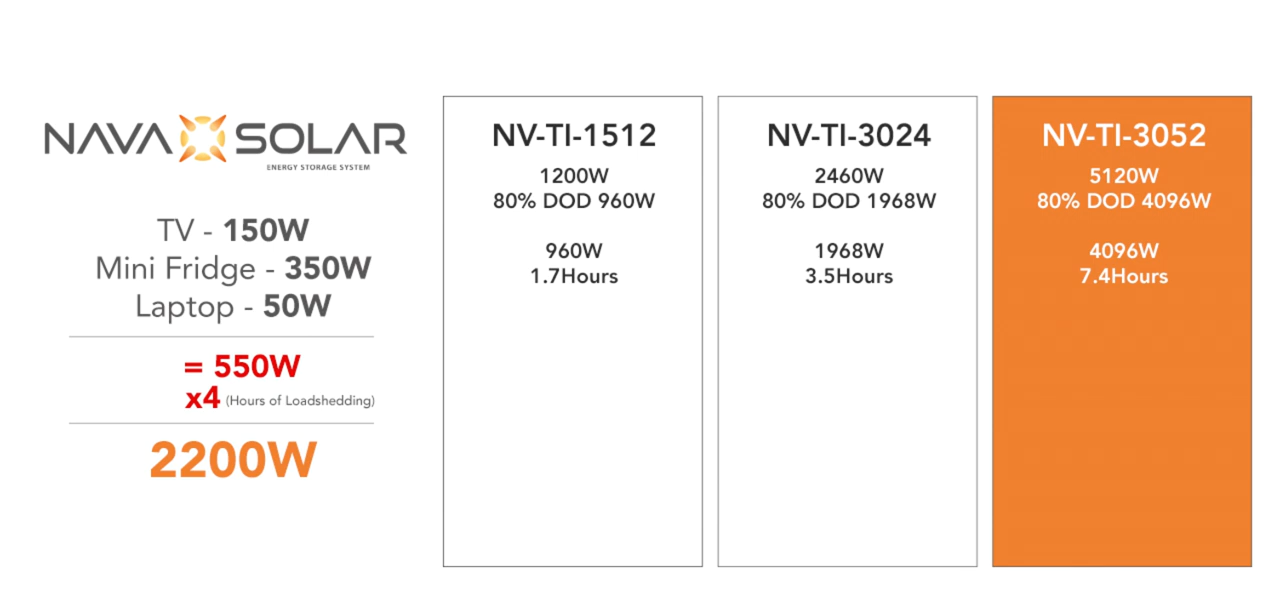 NAVA SOLAR
ENERGY STORAGE SYSTEM
TV - 150W
Mini Fridge - 350W
Laptop - 50W
= 550W
x4 (Hours of Loadshedding)
2200W
NV-TI-1512
1200W
80% DOD 960W
960W
1.7Hours
NV-TI-3024
2460W
80% DOD 1968W
1968W
3.5Hours
NV-TI-3052
5120W
80% DOD 4096W
4096W
7.4Hours